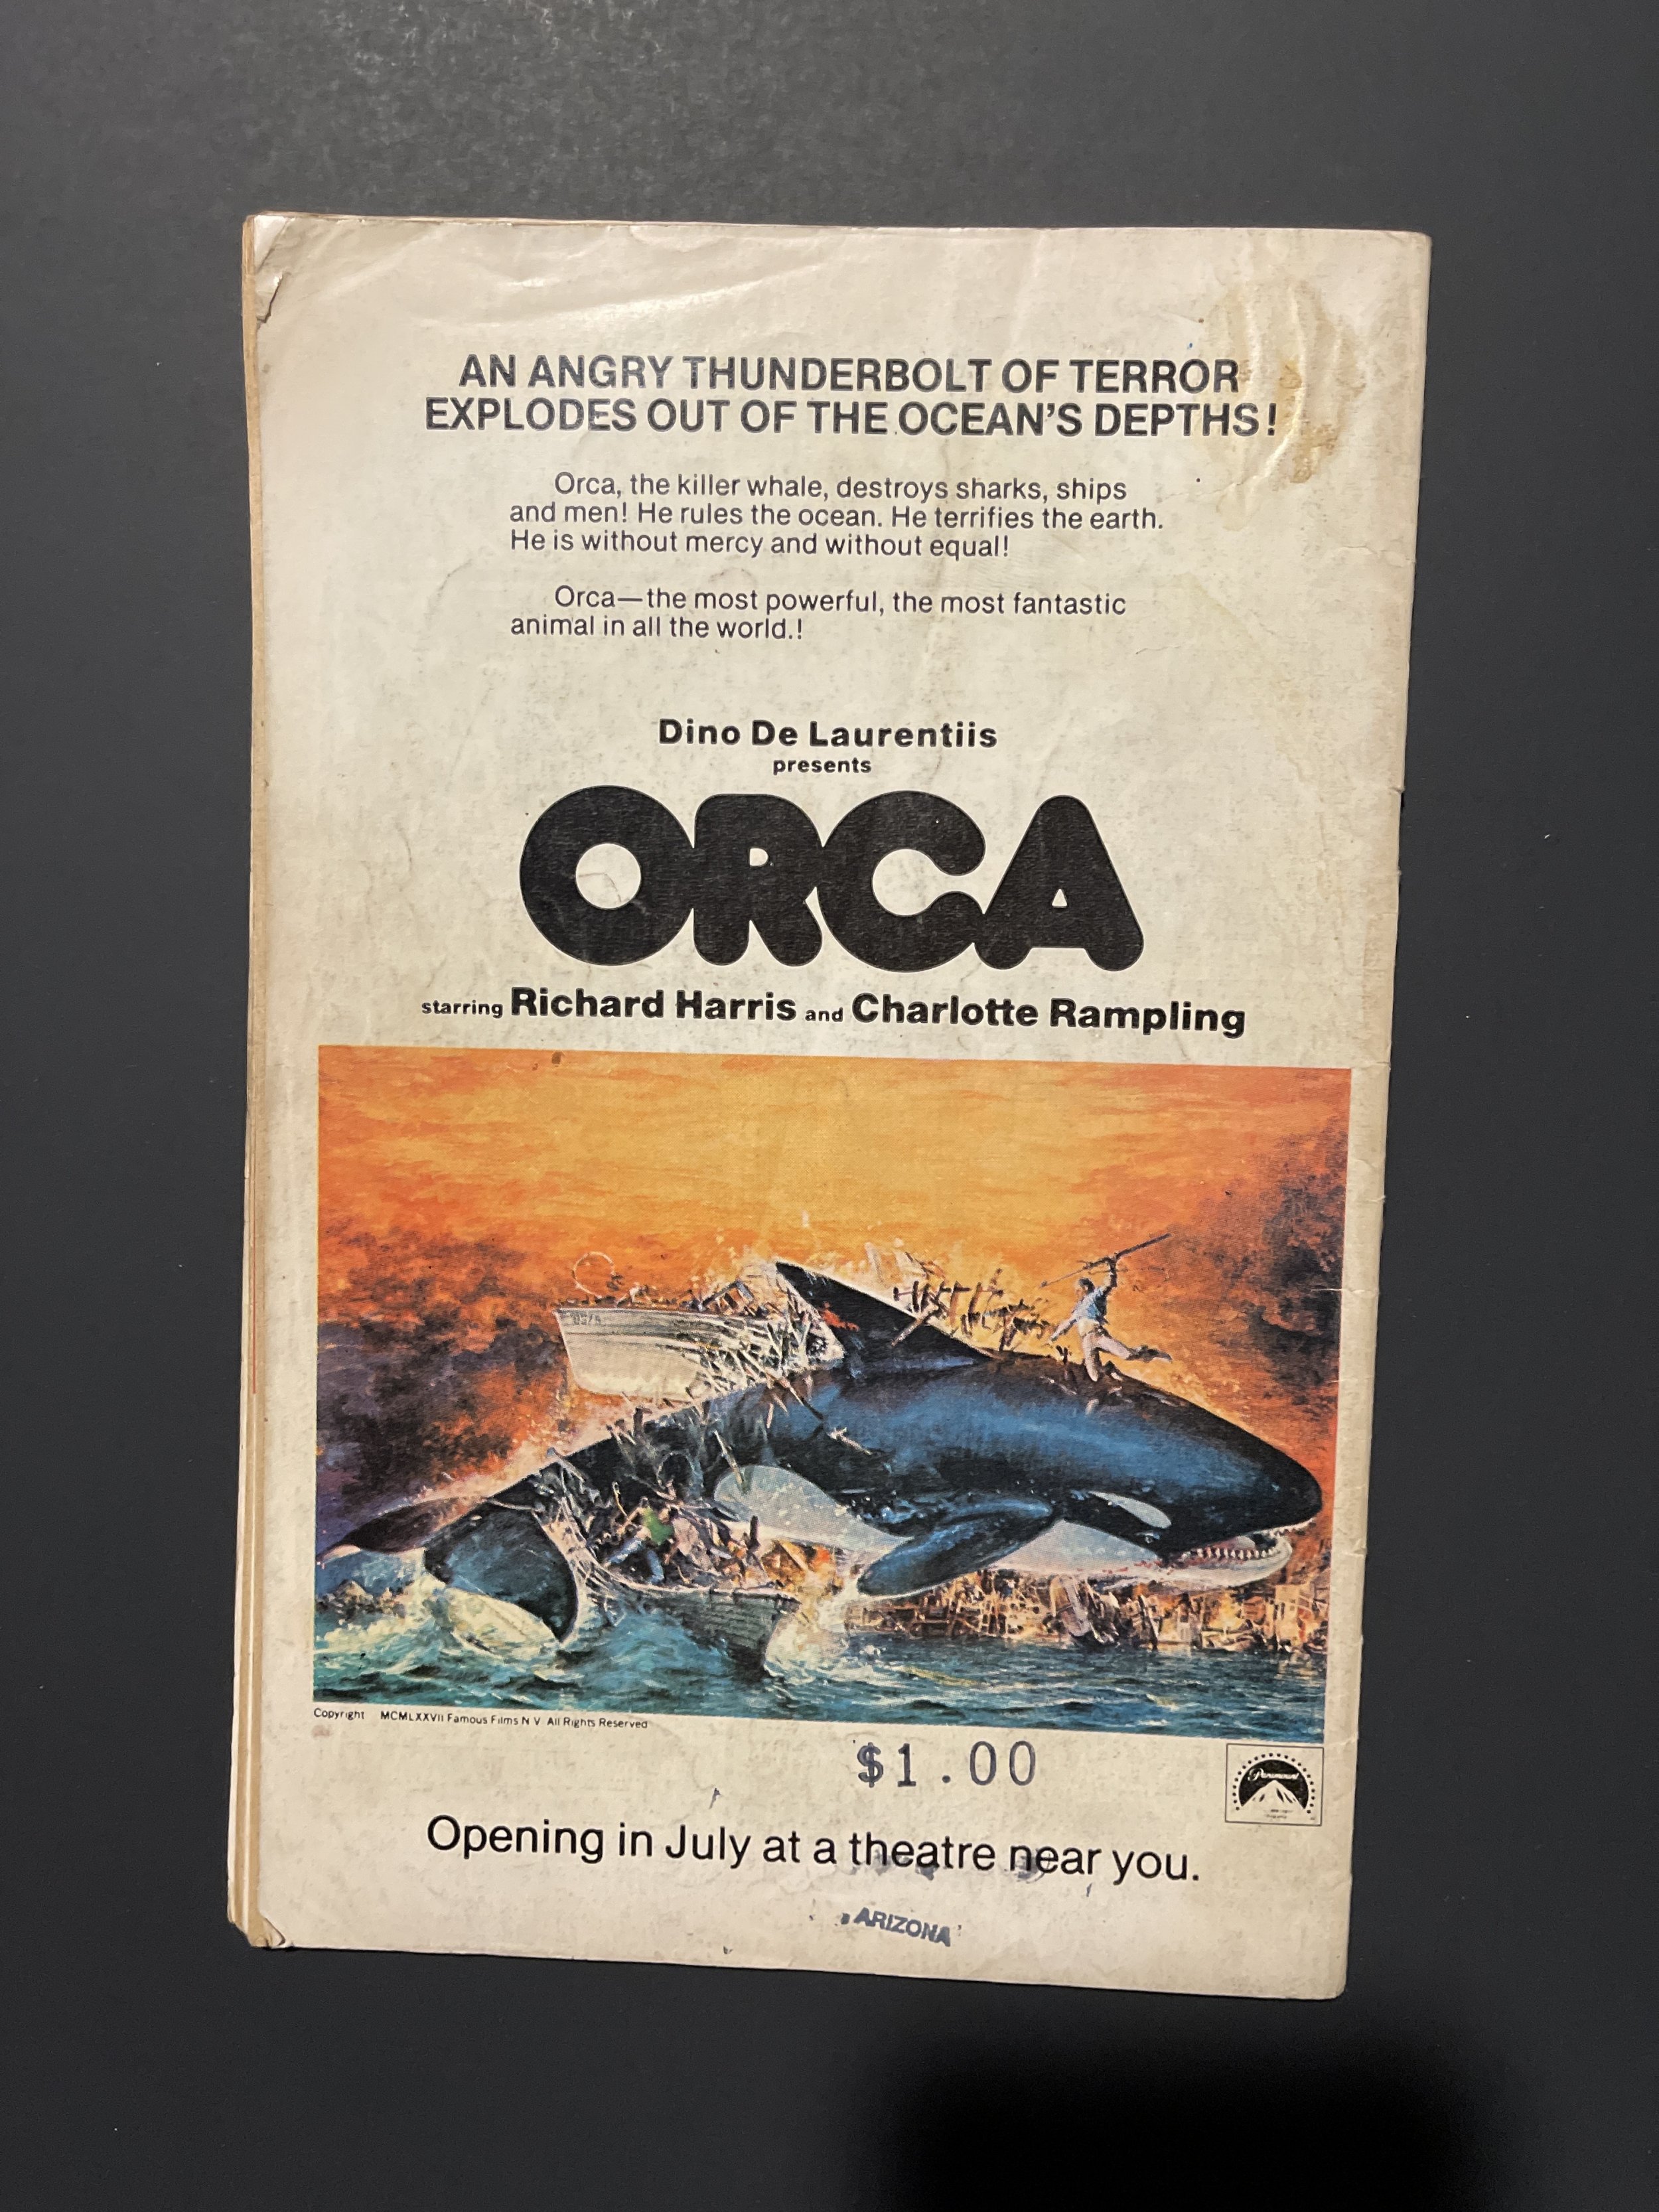 AN ANGRY THUNDERBOLT OF TERROR
EXPLODES OUT OF THE OCEAN'S DEPTHS!
Orca, the killer whale, destroys sharks, ships
and men! He rules the ocean. He terrifies the earth.
He is without mercy and without equal!
Orca—the most powerful, the most fantastic
animal in all the world.!
Dino De Laurentiis
presents
ORCA
starring Richard Harris and Charlotte Rampling
Copyright MCMLXXVII Famous Films N V All Rights Reserved
$1.00
Paramount
Opening in July at a theatre near you.
ARIZONA